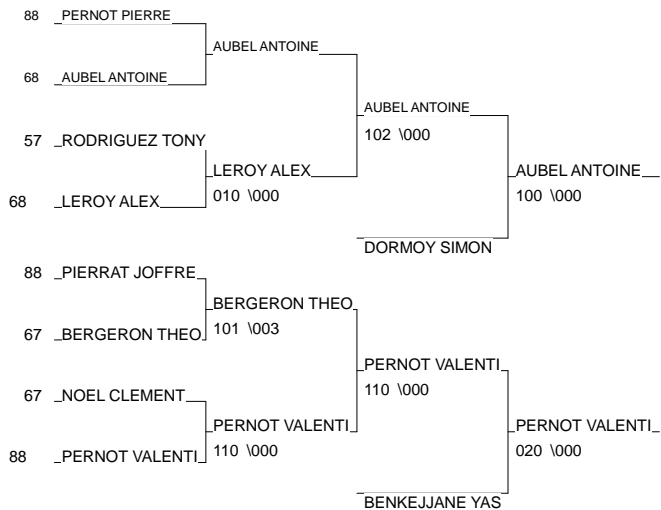 88 PERNOT PIERRE
AUBEL ANTOINE
68 AUBEL ANTOINE
AUBEL ANTOINE
102 \000
57 RODRIGUEZ TONY
LEROY ALEX
010 \000
68 LEROY ALEX
AUBEL ANTOINE
100 \000
DORMOY SIMON
88 PIERRAT JOFFRE
BERGERON THEO
101 \003
67 BERGERON THEO
PERNOT VALENTI
110 \000
67 NOEL CLEMENT
PERNOT VALENTI
110 \000
88 PERNOT VALENTI
PERNOT VALENTI
020 \000
BENKEJJANE YAS